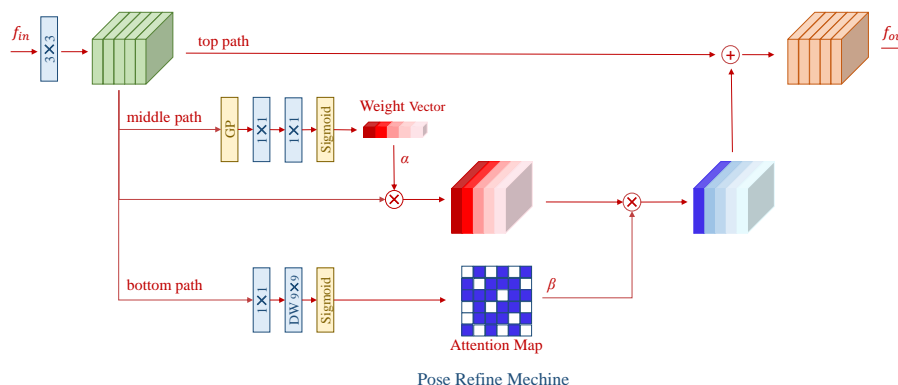 f_in
3×3
top path
+
f_ou
middle path
GP
1×1
1×1
Sigmoid
Weight Vector
α
×
×
bottom path
1×1
DW 9×9
Sigmoid
β
Attention Map
Pose Refine Mechine